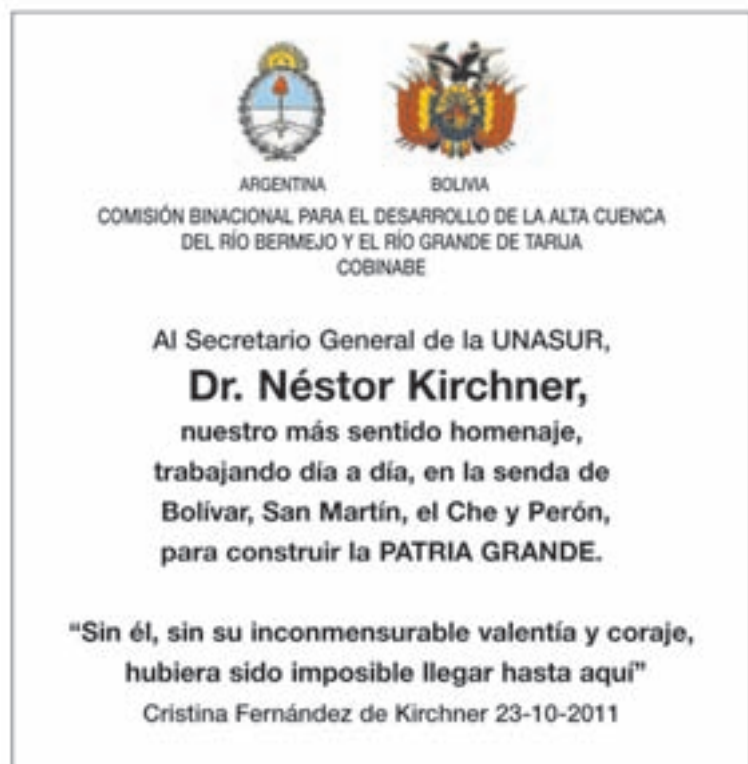 ARGENTINA BOLIVIA
COMISIÓN BINACIONAL PARA EL DESARROLLO DE LA ALTA CUENCA
DEL RÍO BERMEJO Y EL RÍO GRANDE DE TARIJA
COBINABE
Al Secretario General de la UNASUR,
Dr. Néstor Kirchner,
nuestro más sentido homenaje,
trabajando día a día, en la senda de
Bolívar, San Martín, el Che y Perón,
para construir la PATRIA GRANDE.
“Sin él, sin su inconmensurable valentía y coraje,
hubiera sido imposible llegar hasta aquí”
Cristina Fernández de Kirchner 23-10-2011